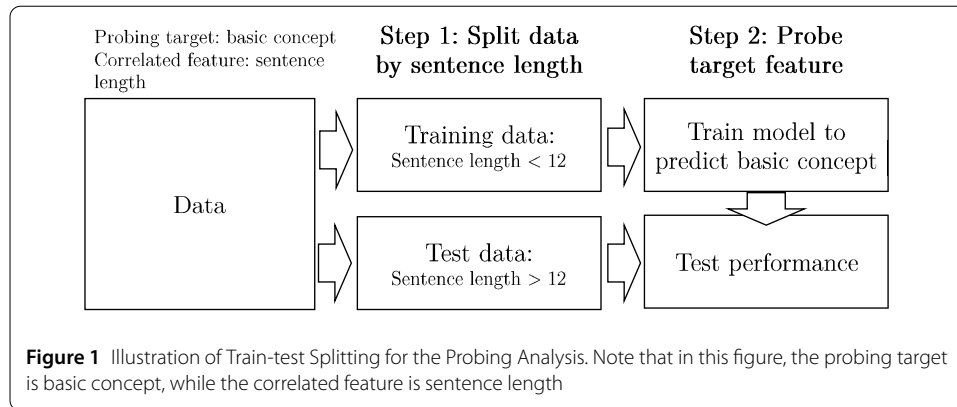 Probing target: basic concept
Correlated feature: sentence
length
Step 1: Split data
by sentence length
Step 2: Probe
target feature
Data
Training data:
Sentence length < 12
Train model to
predict basic concept
Test data:
Sentence length > 12
Test performance
Figure 1 Illustration of Train-test Splitting for the Probing Analysis. Note that in this figure, the probing target
is basic concept, while the correlated feature is sentence length